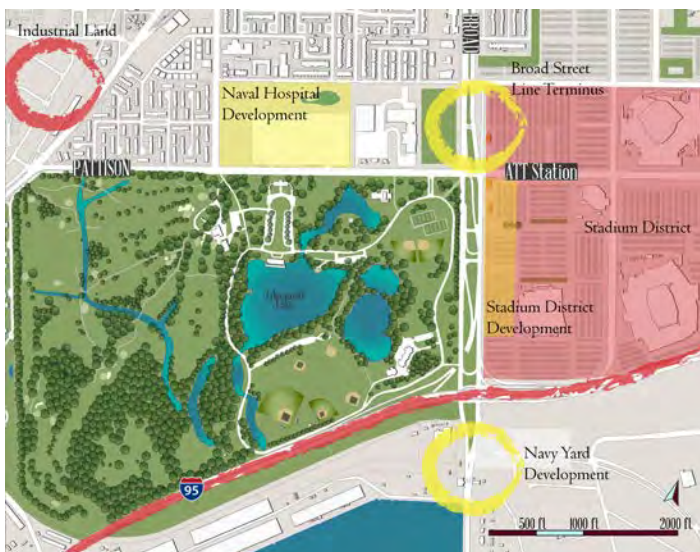 Industrial Land
BROAD
Naval Hospital
Development
Broad Street
Line Terminus
PATTISON
ATT Station
Stadium District
Stadium District
Development
Navy Yard
Development
95
500 ft
1000 ft
2000 ft